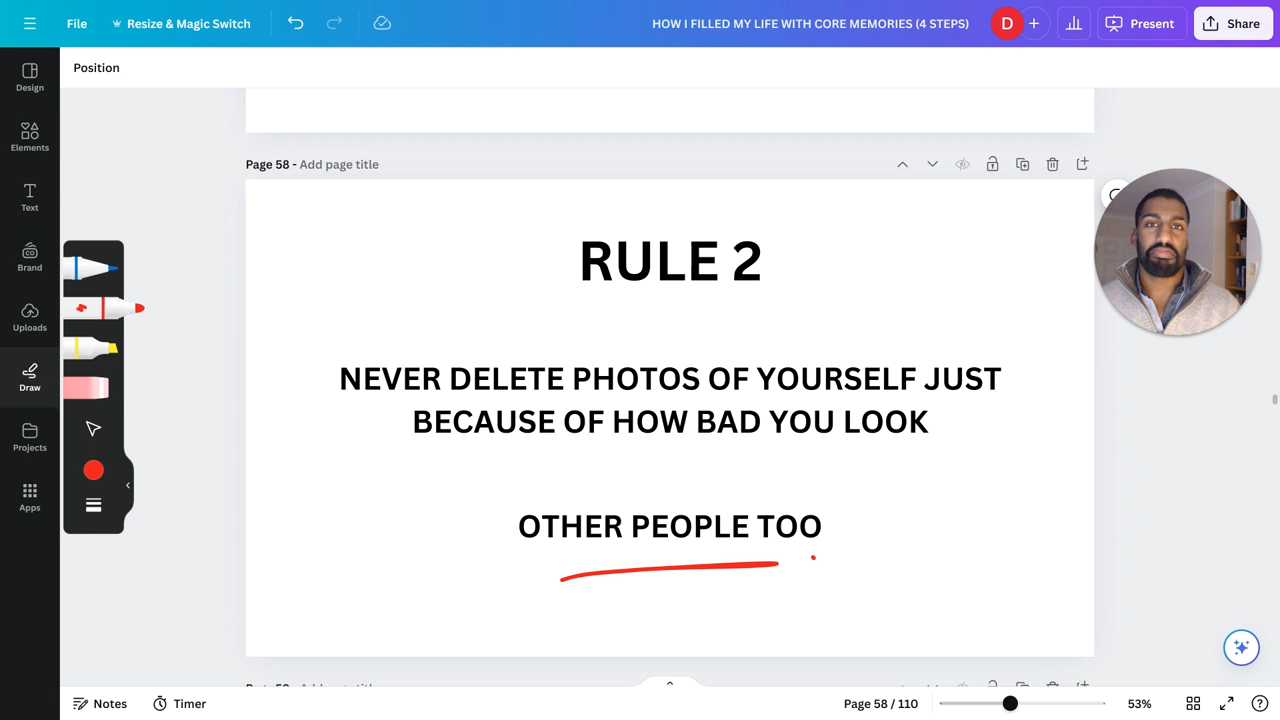 File
Resize & Magic Switch
HOW I FILLED MY LIFE WITH CORE MEMORIES (4 STEPS)
D
Present
Share
Position
Design
Elements
Text
Brand
Uploads
Draw
Projects
Apps
Page 58 - Add page title
RULE 2
NEVER DELETE PHOTOS OF YOURSELF JUST
BECAUSE OF HOW BAD YOU LOOK
OTHER PEOPLE TOO
Notes
Timer
Page 58 / 110
53%